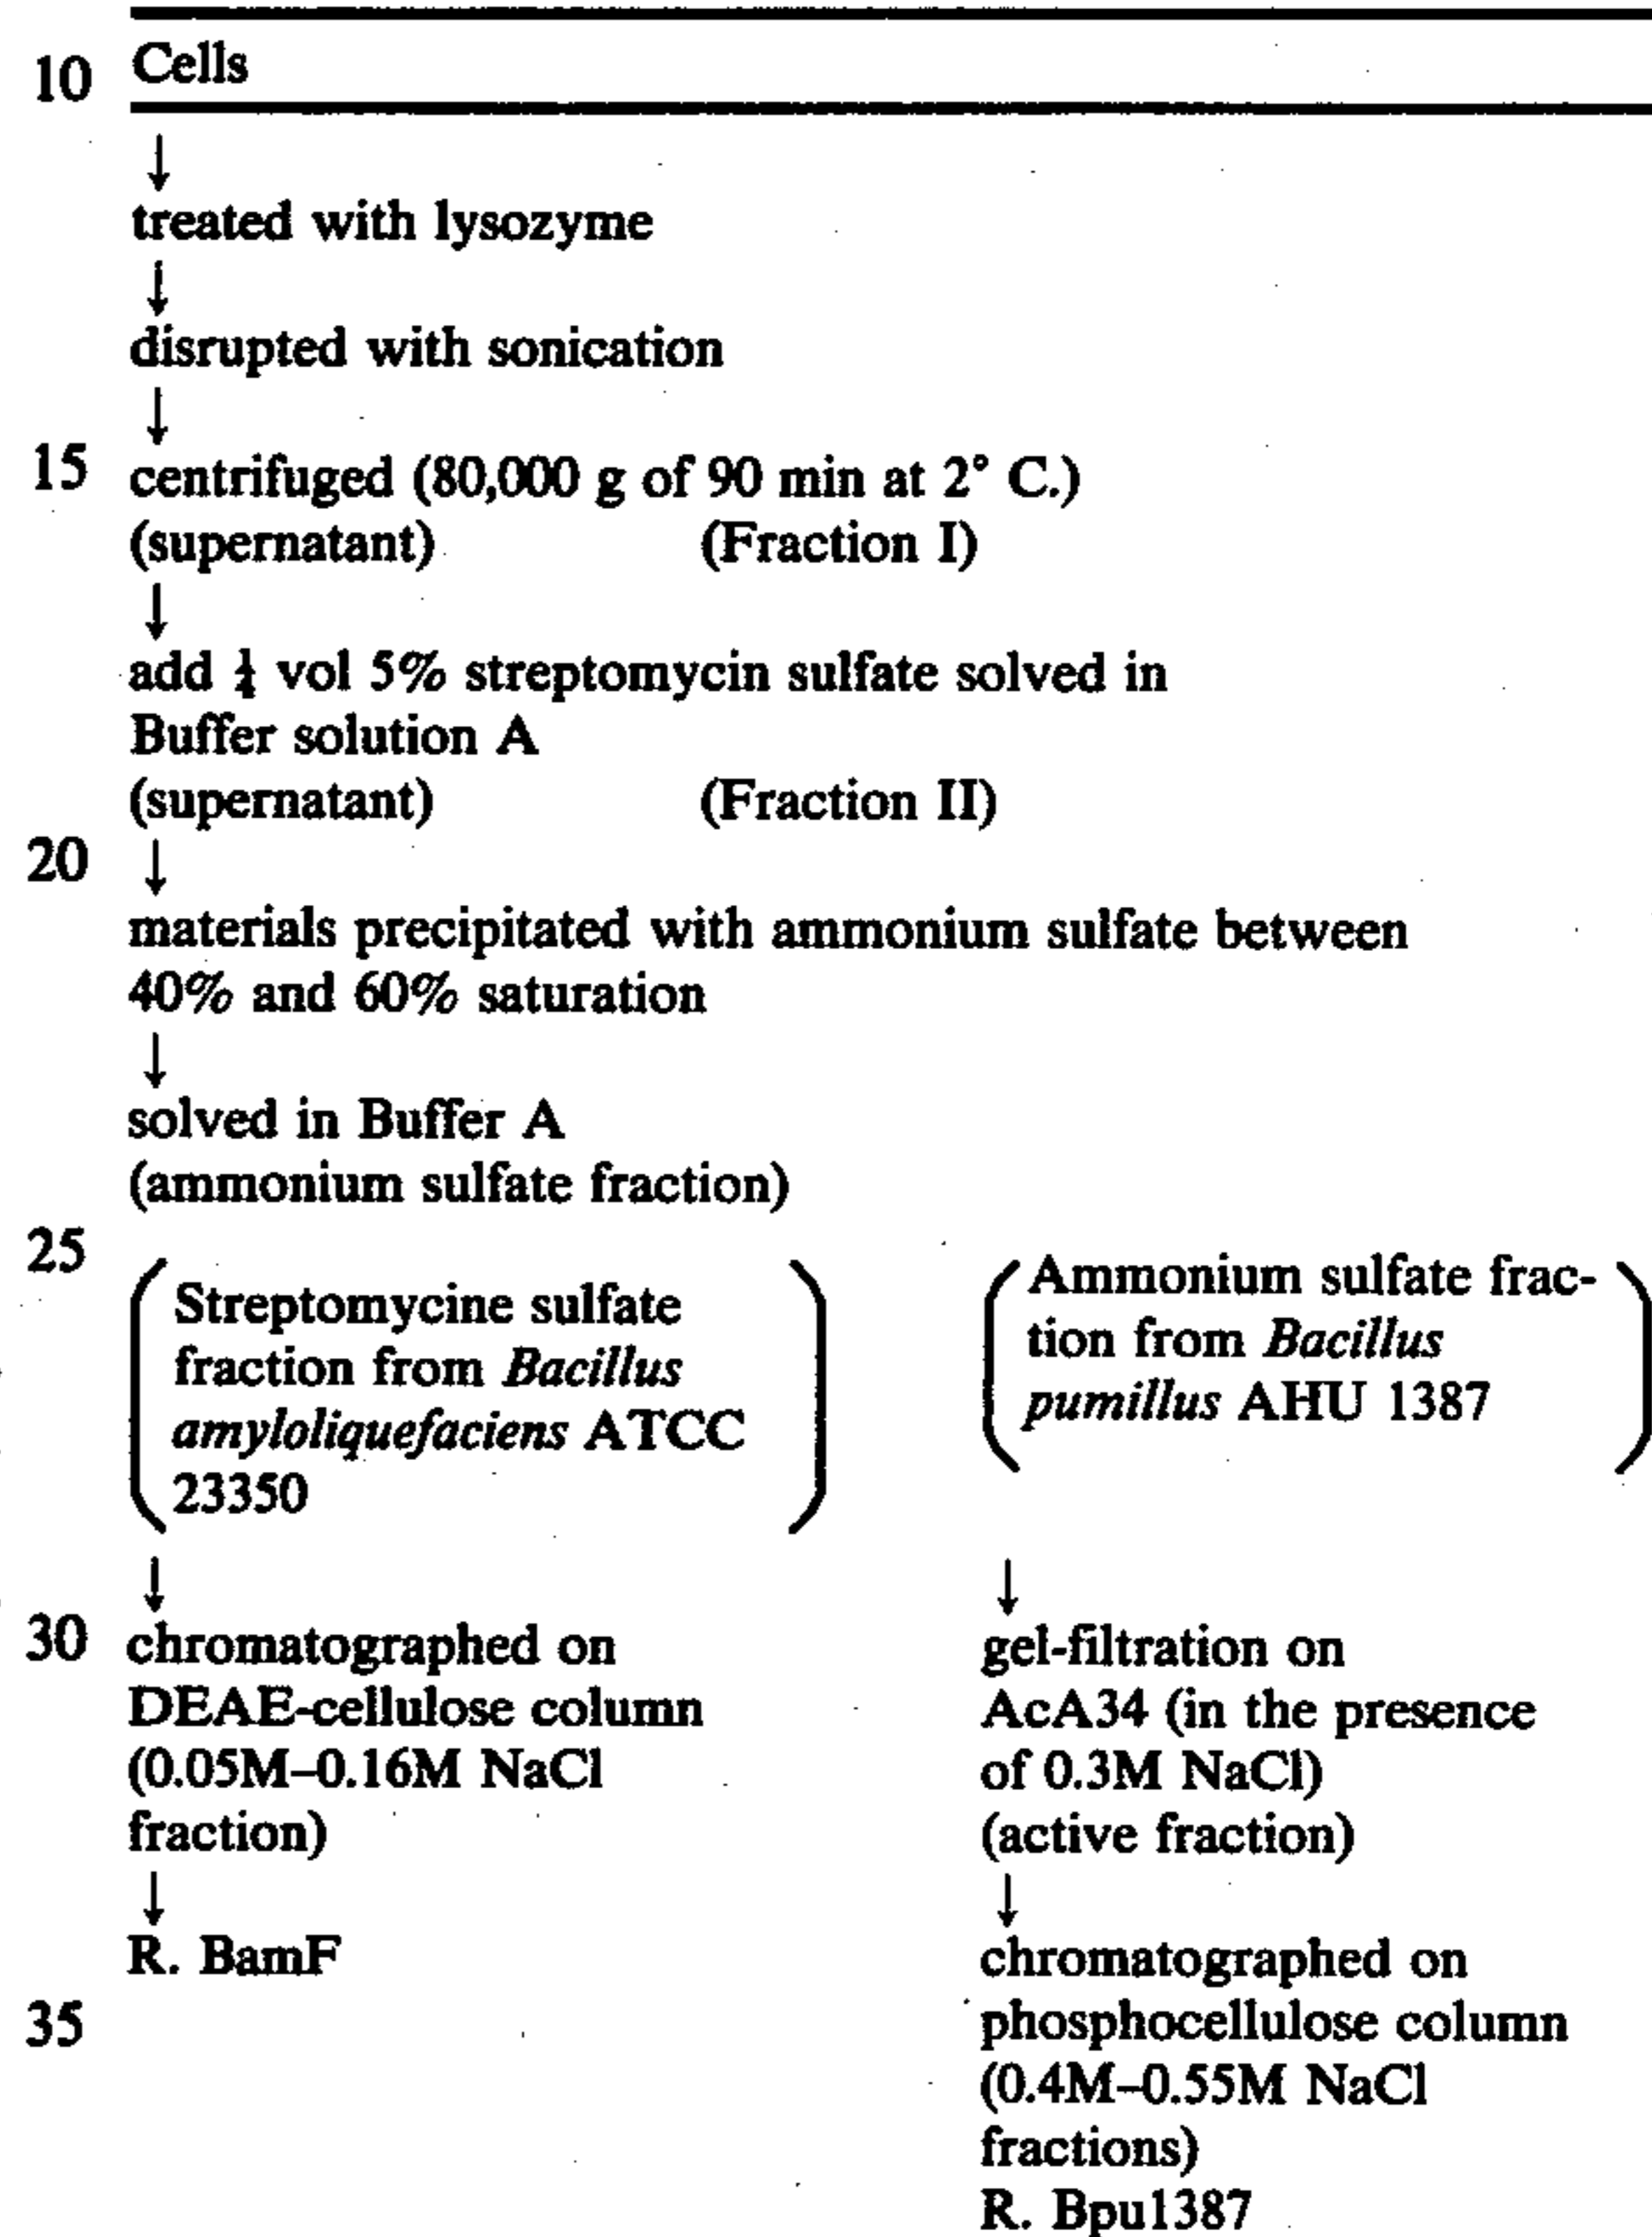 10 Cells
↓
treated with lysozyme
↓
disrupted with sonication
↓
15 centrifuged (80,000 g of 90 min at 2° C.)
(supernatant) (Fraction I)
↓
add ¼ vol 5% streptomycin sulfate solved in
Buffer solution A
(supernatant) (Fraction II)
20 ↓
materials precipitated with ammonium sulfate between
40% and 60% saturation
↓
solved in Buffer A
(ammonium sulfate fraction)
25
(Streptomycine sulfate
fraction from Bacillus
amyloliquefaciens ATCC
23350)
↓
30 chromatographed on
DEAE-cellulose column
(0.05M–0.16M NaCl
fraction)
↓
R. BamF
35
(Ammonium sulfate frac-
tion from Bacillus
pumillus AHU 1387)
↓
gel-filtration on
AcA34 (in the presence
of 0.3M NaCl)
(active fraction)
↓
chromatographed on
phosphocellulose column
(0.4M–0.55M NaCl
fractions)
R. Bpu1387